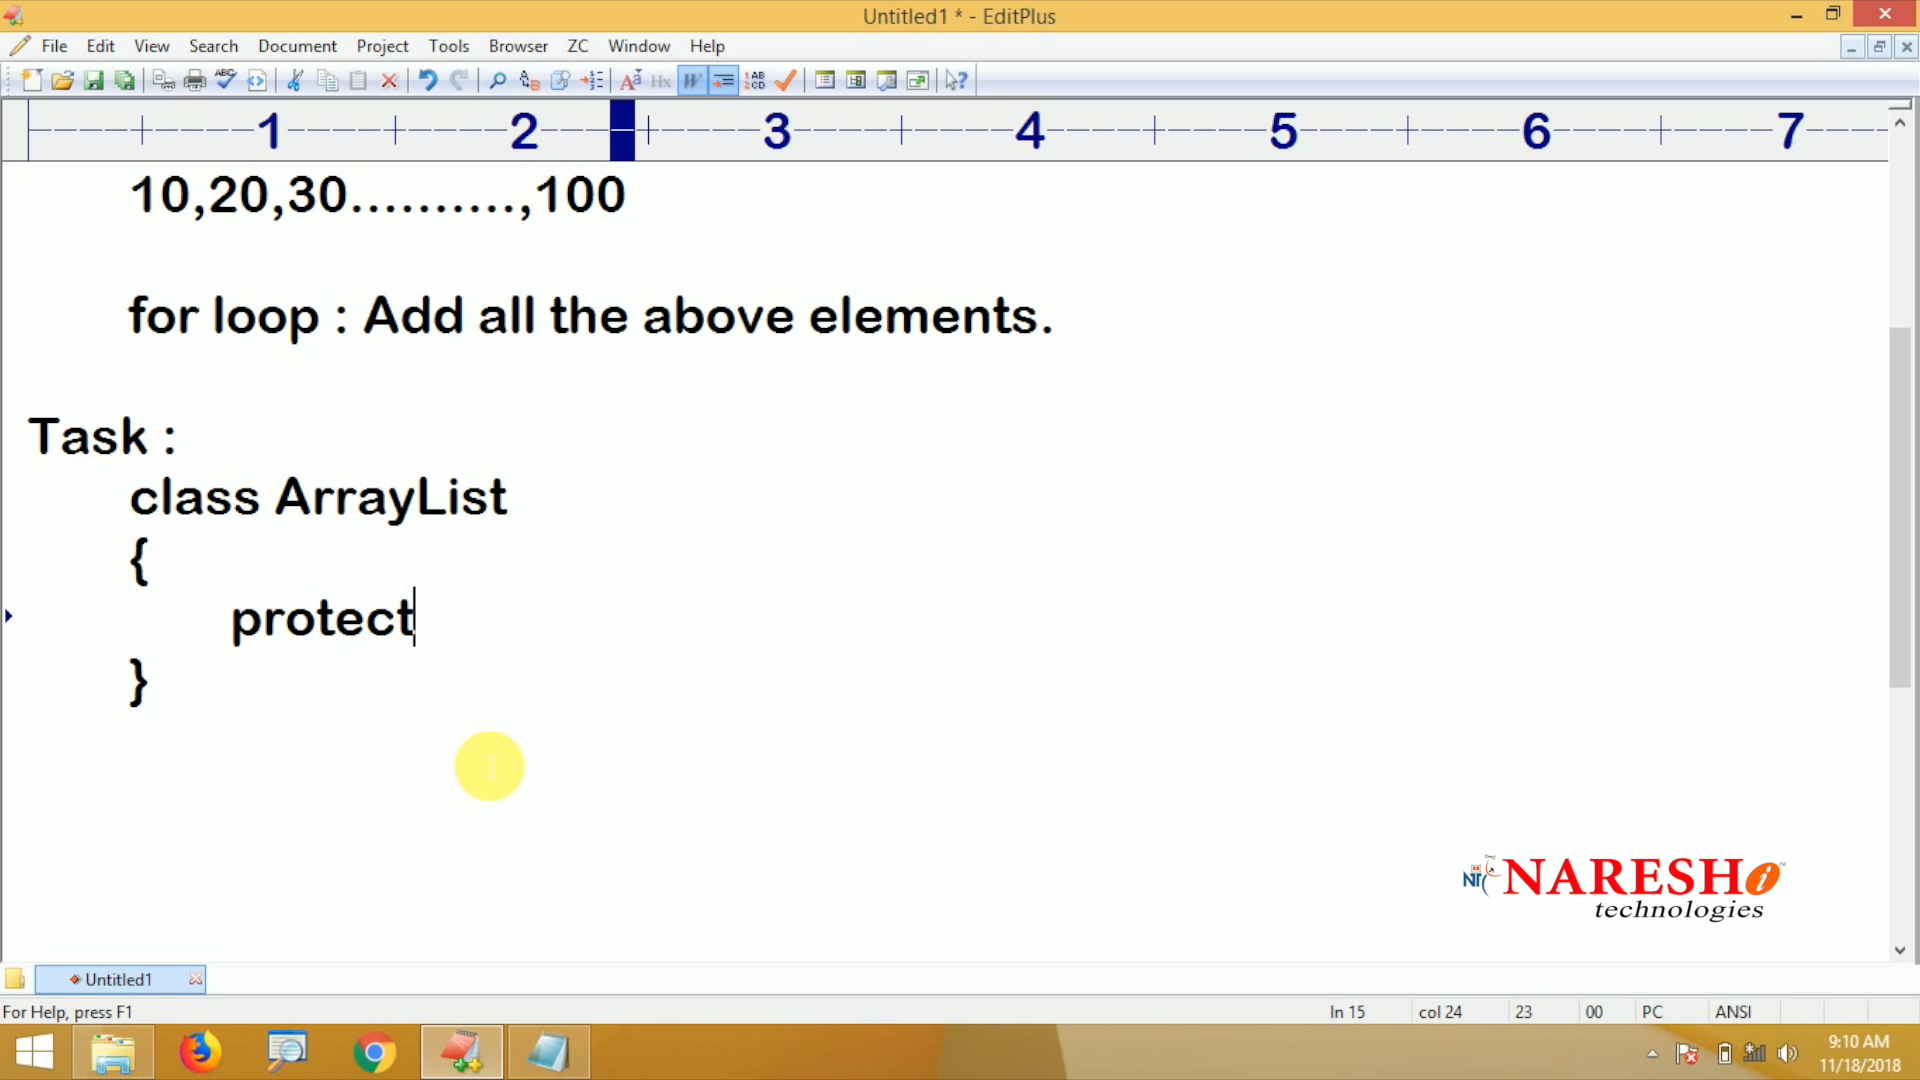 Untitled1 * - EditPlus
File Edit View Search Document Project Tools Browser ZC Window Help
1 2 3 4 5 6 7
10,20,30..........,100
for loop : Add all the above elements.
Task :
class ArrayList
{
protect
}
NARESH i
technologies
Untitled1
For Help, press F1
ln 15 col 24 23 00 PC ANSI
9:10 AM
11/18/2018